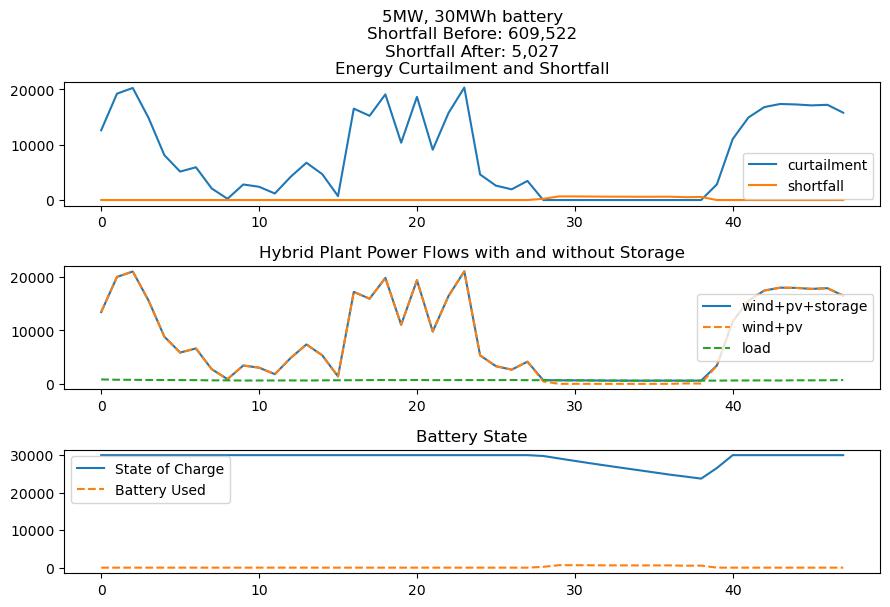 5MW, 30MWh battery
Shortfall Before: 609,522
Shortfall After: 5,027
Energy Curtailment and Shortfall
20000
10000
0
curtailment
shortfall
0 10 20 30 40
Hybrid Plant Power Flows with and without Storage
20000
10000
0
wind+pv+storage
wind+pv
load
0 10 20 30 40
Battery State
30000
20000
10000
0
State of Charge
Battery Used
0 10 20 30 40